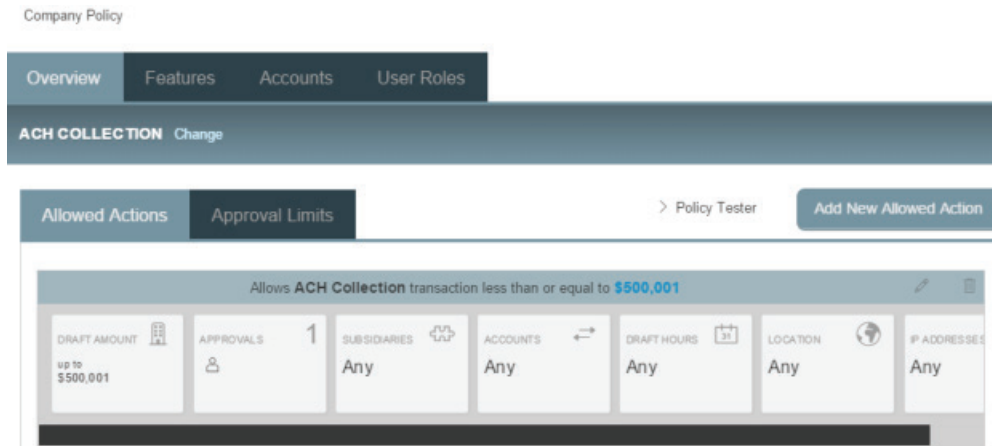 Company Policy
Overview Features Accounts User Roles
ACH COLLECTION Change
Allowed Actions Approval Limits > Policy Tester Add New Allowed Action
Allows ACH Collection transaction less than or equal to $500,001
DRAFT AMOUNT APPROVALS 1 SUBSIDIARIES ACCOUNTS DRAFT HOURS 31 LOCATION IP ADDRESSES
up to Any Any Any Any Any
$500,001